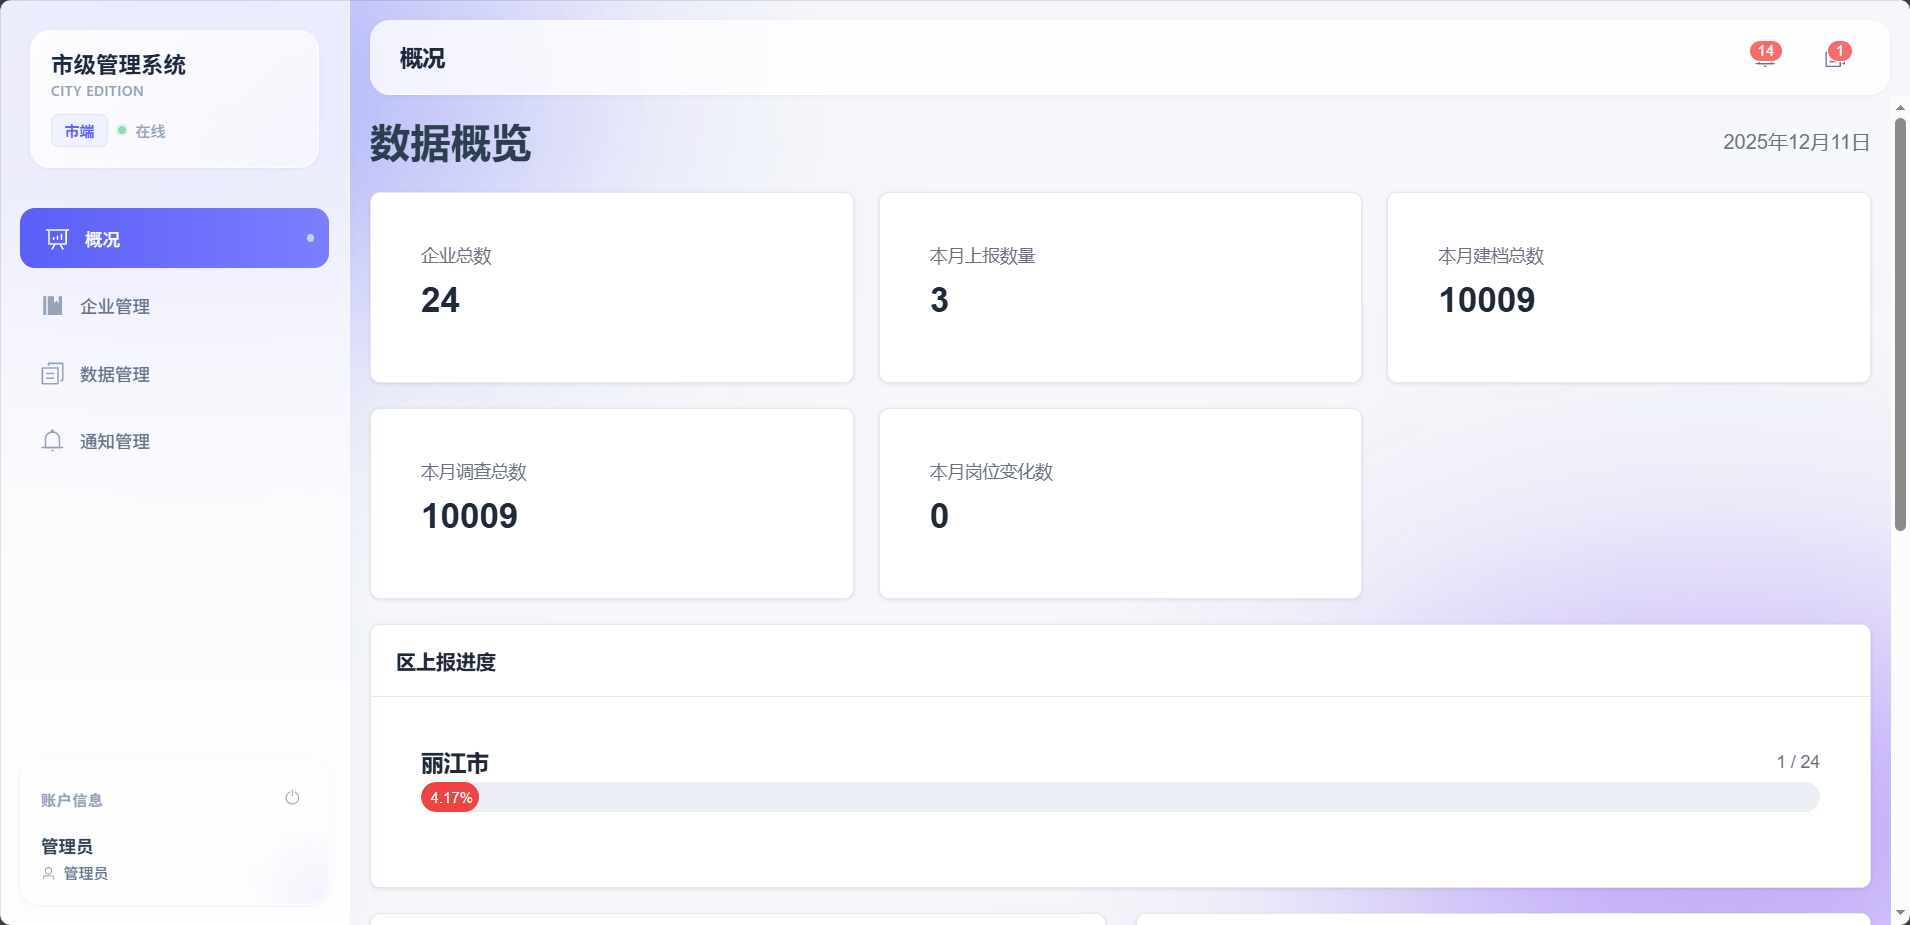 市级管理系统
CITY EDITION
市端
在线
概况
企业管理
数据管理
通知管理
账户信息
管理员
管理员
概况
14
1
数据概览
2025年12月11日
企业总数
24
本月上报数量
3
本月建档总数
10009
本月调查总数
10009
本月岗位变化数
0
区上报进度
丽江市
1 / 24
4.17%